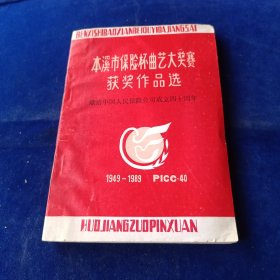 BENXISHIBAOXIANBEIQUYIDAJIANGSAI
本溪市保险杯曲艺大奖赛
获奖作品选
献给中国人民保险公司成立四十周年
1949-1989 PICC-40
HUOJIANGZUOPINXUAN